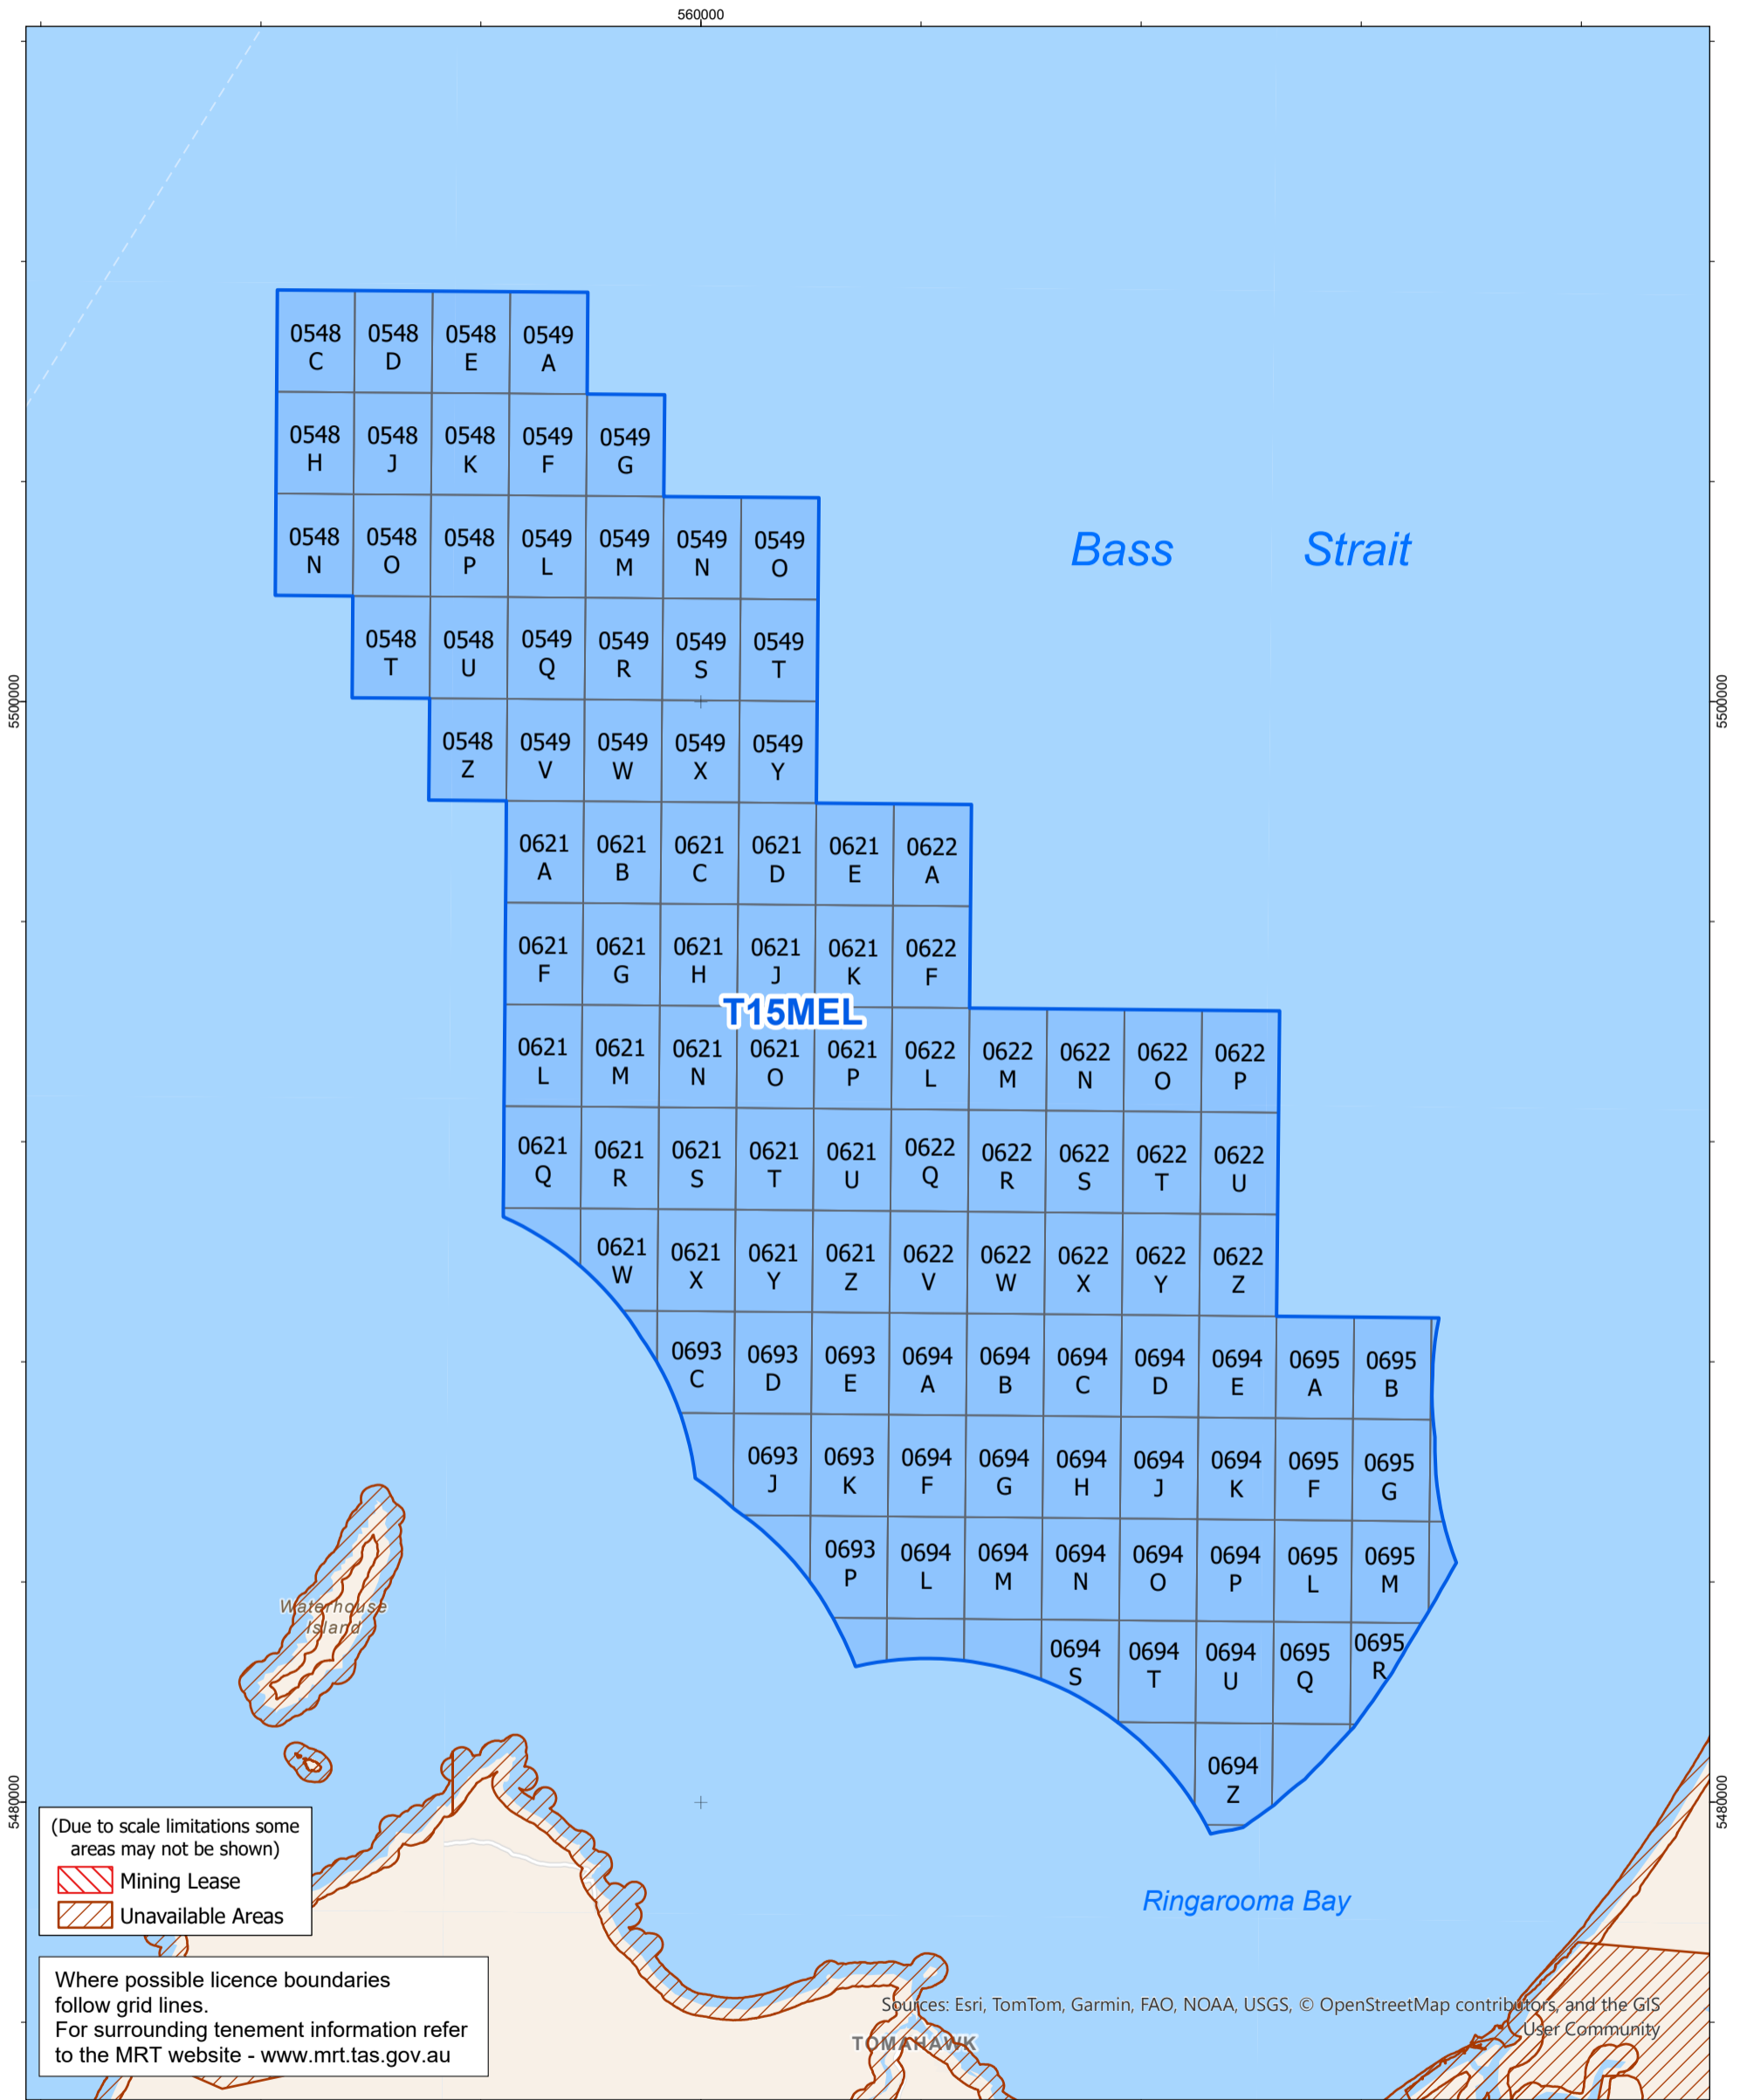 560000
0548 0548 0548 0549
C D E A
0548 0548 0548 0549 0549
H J K F G
Bass Strait
0548 0548 0548 0549 0549 0549 0549
N O P L M N O
0548 0548 0549 0549 0549 0549
T U Q R S T
5500000 5500000
0548 0549 0549 0549 0549
Z V W X Y
0621 0621 0621 0621 0621 0622
A B C D E A
0621 0621 0621 0621 0621 0622
F G H J K F
T15MEL
0621 0621 0621 0621 0621 0622 0622 0622 0622 0622
L M N O P L M N O P
0621 0621 0621 0621 0621 0622 0622 0622 0622 0622
Q R S T U Q R S T U
0621 0621 0621 0621 0622 0622 0622 0622 0622
W X Y Z V W X Y Z
0693 0693 0693 0694 0694 0694 0694 0694 0695 0695
C D E A B C D E A B
0693 0693 0694 0694 0694 0694 0694 0695 0695
J K F G H J K F G
0693 0694 0694 0694 0694 0694 0695 0695
P L M N O P L M
Waterhouse
Island
0694 0694 0694 0695 0695
S T U Q R
0694
Z
5480000 5480000
(Due to scale limitations some
areas may not be shown)
Mining Lease
Unavailable Areas
Ringarooma Bay
Where possible licence boundaries
follow grid lines.
For surrounding tenement information refer
to the MRT website - www.mrt.tas.gov.au
Sources: Esri, TomTom, Garmin, FAO, NOAA, USGS, © OpenStreetMap contributors, and the GIS
User Community
TOMAHAWK